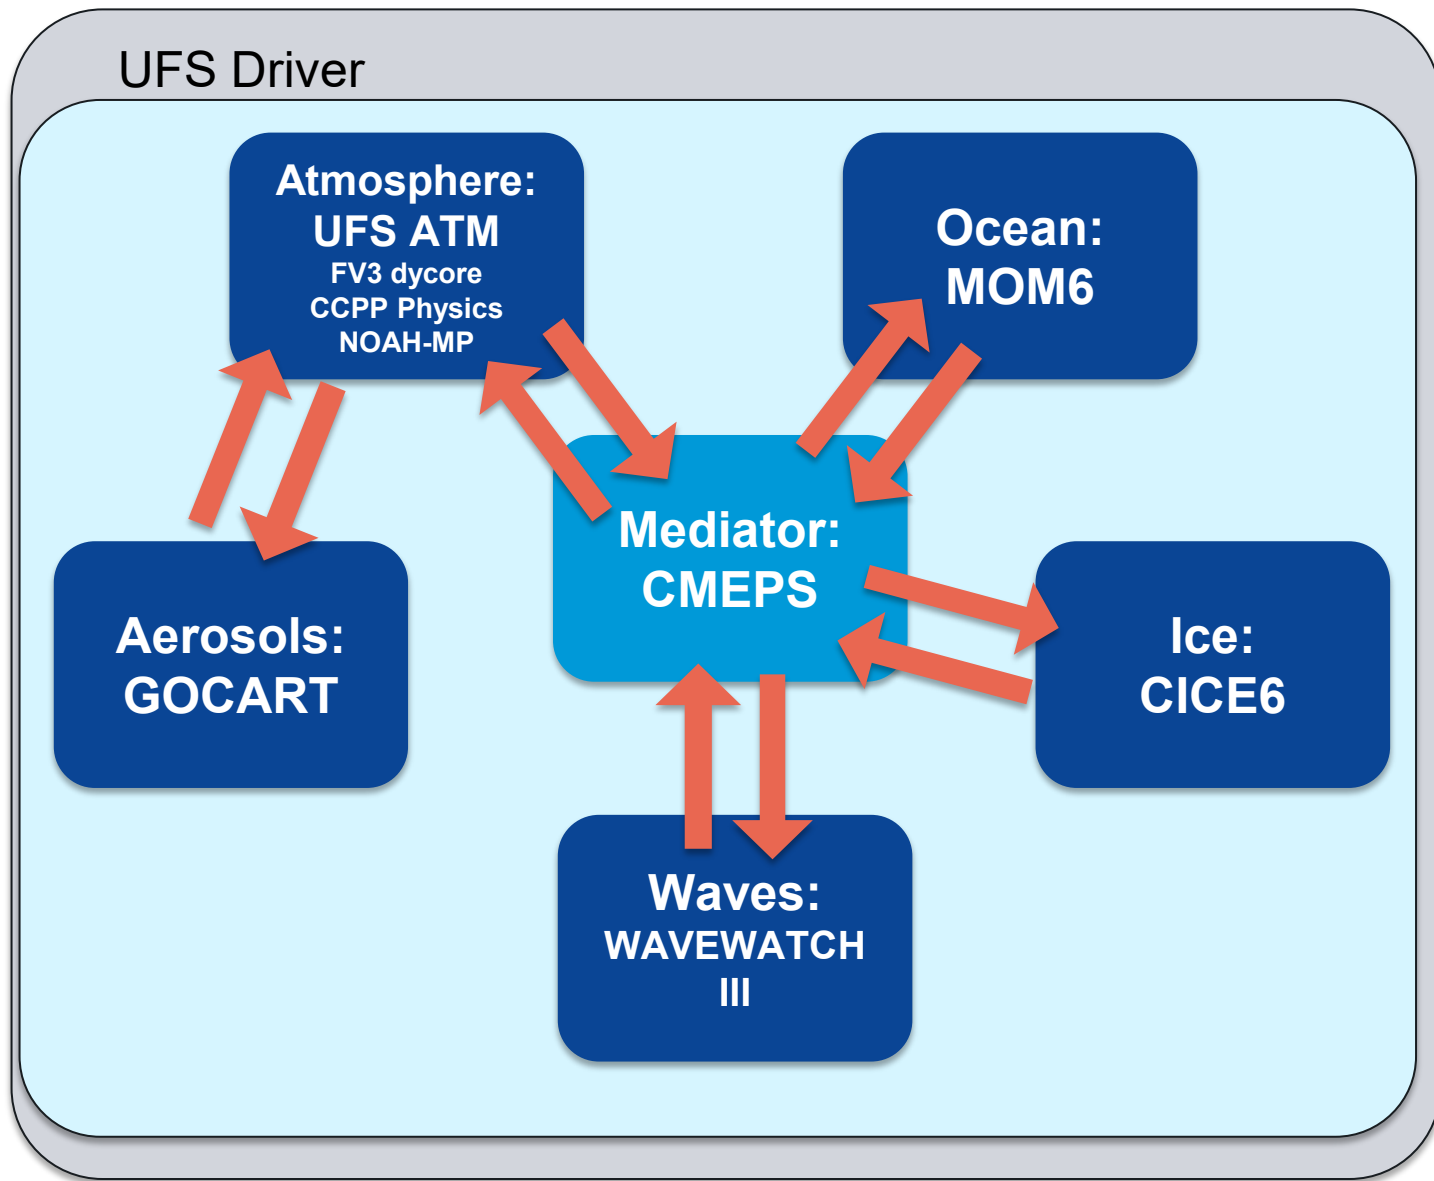 UFS Driver
Atmosphere:
UFS ATM
FV3 dycore
CCPP Physics
NOAH-MP
Ocean:
MOM6
Mediator:
CMEPS
Aerosols:
GOCART
Ice:
CICE6
Waves:
WAVEWATCH
III